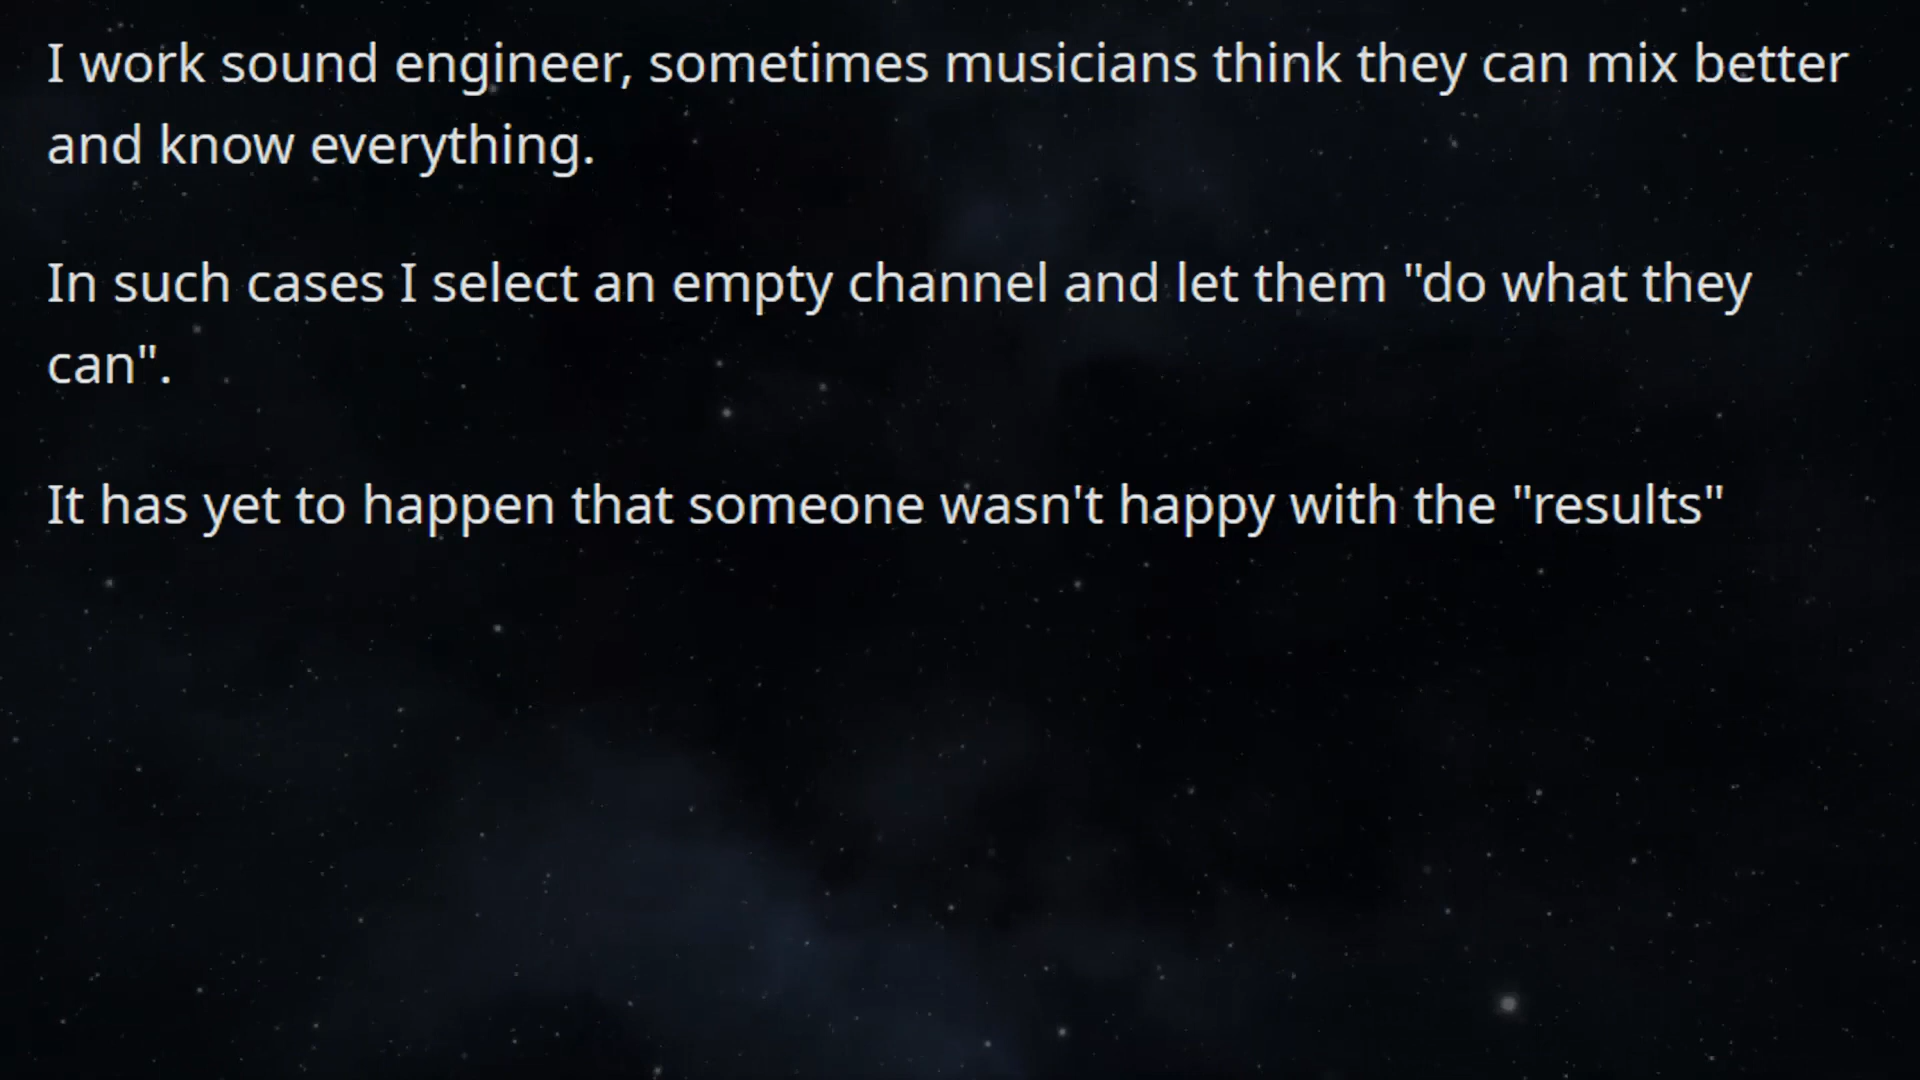 I work sound engineer, sometimes musicians think they can mix better
and know everything.
In such cases I select an empty channel and let them "do what they
can".
It has yet to happen that someone wasn't happy with the "results"